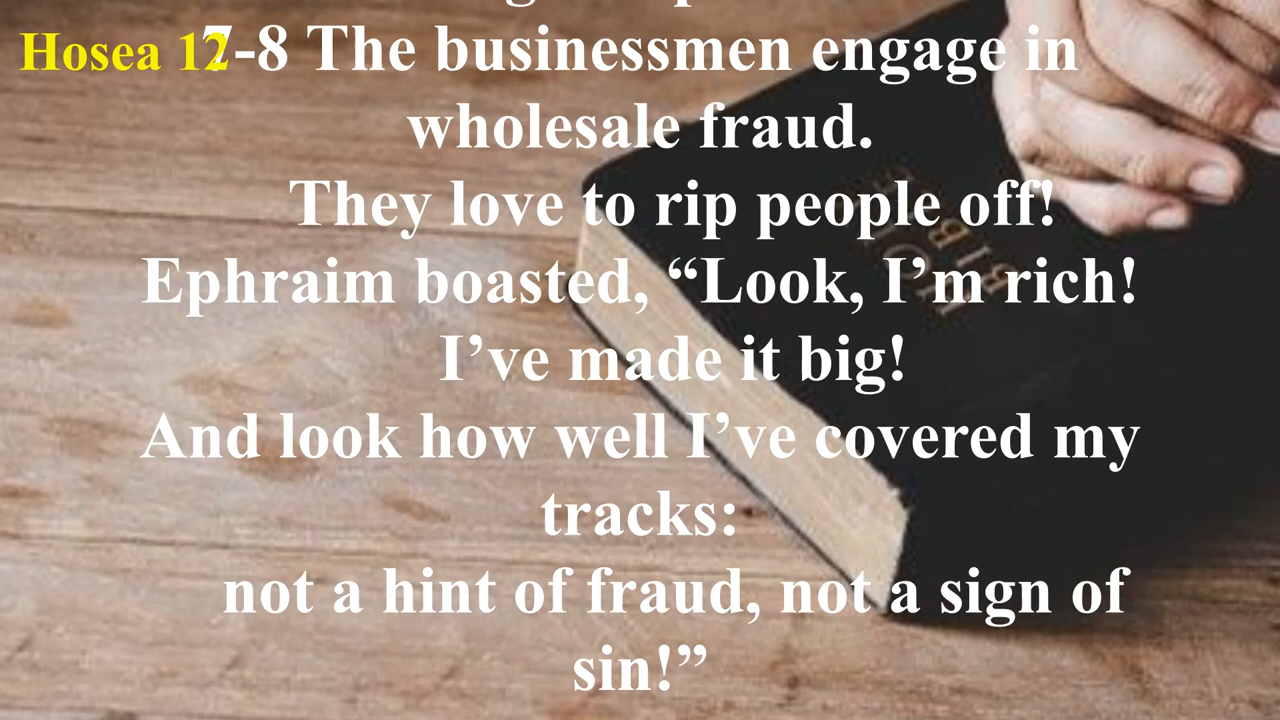 Hosea 12
7-8 The businessmen engage in
wholesale fraud.
They love to rip people off!
Ephraim boasted, “Look, I’m rich!
I’ve made it big!
And look how well I’ve covered my
tracks:
not a hint of fraud, not a sign of
sin!”
HOLY
BIBLE